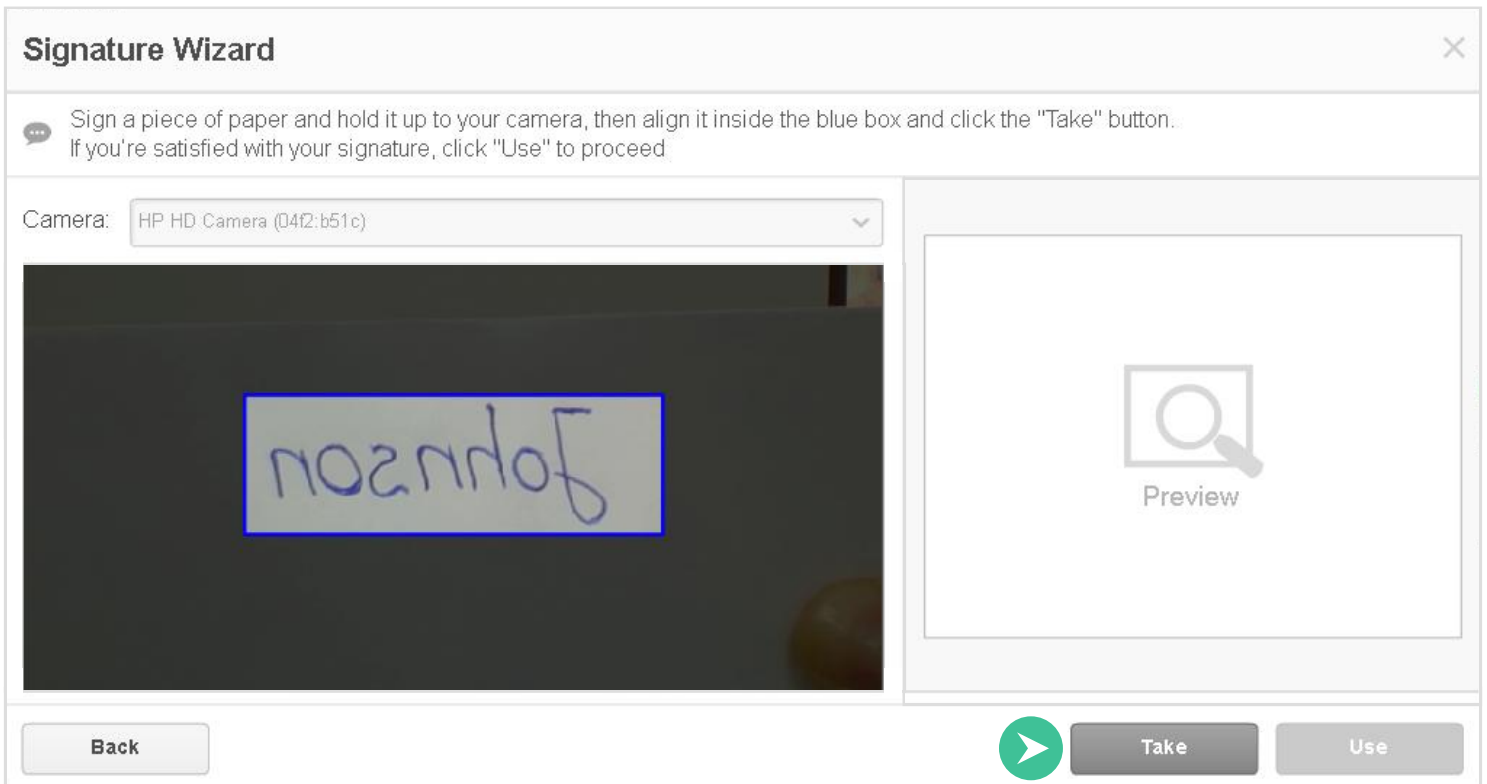 Signature Wizard
Sign a piece of paper and hold it up to your camera, then align it inside the blue box and click the "Take" button.
If you're satisfied with your signature, click "Use" to proceed
Camera: HP HD Camera (04f2:b51c)
Johnson
Preview
Back Take Use